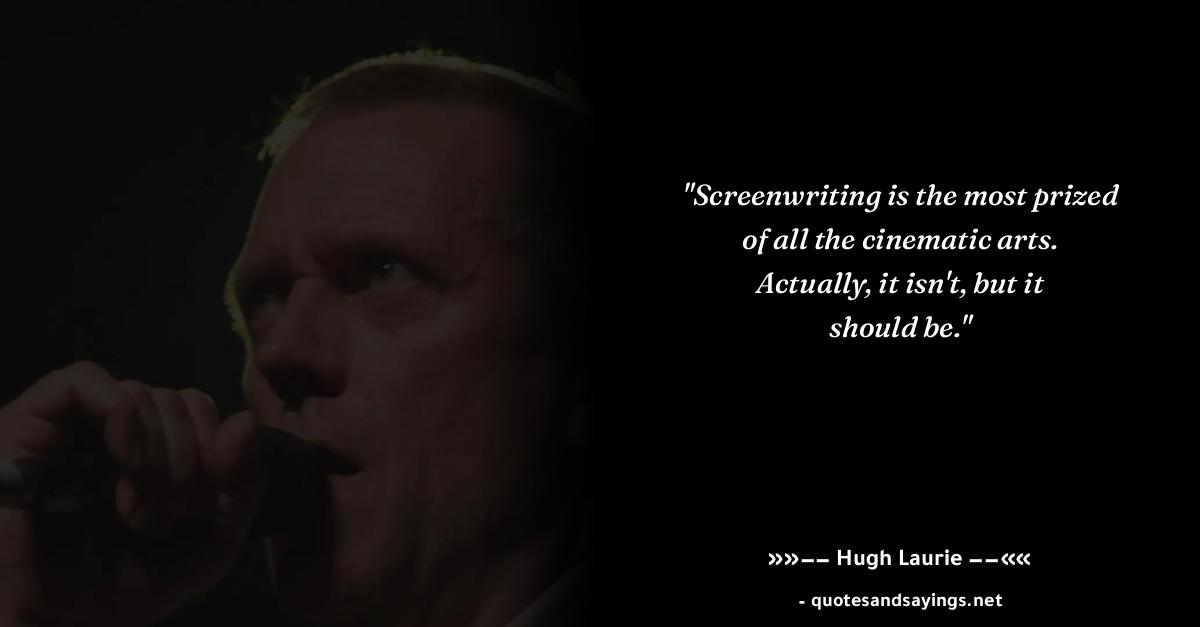 "Screenwriting is the most prized
of all the cinematic arts.
Actually, it isn't, but it
should be."
»»–– Hugh Laurie ––««
- quotesandsayings.net